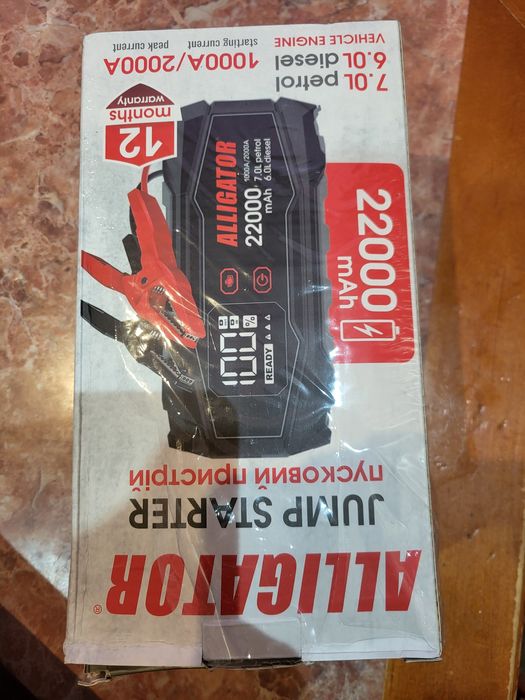 ALLIGATOR®
JUMP STARTER
пусковий пристрій
22000
mAh
100%
READY
ALLIGATOR
22000
mAh
1000A/2000A
7.0L petrol
6.0L diesel
12
months
warranty
7.0L petrol
6.0L diesel
VEHICLE ENGINE
1000A/2000A
starting current
peak current